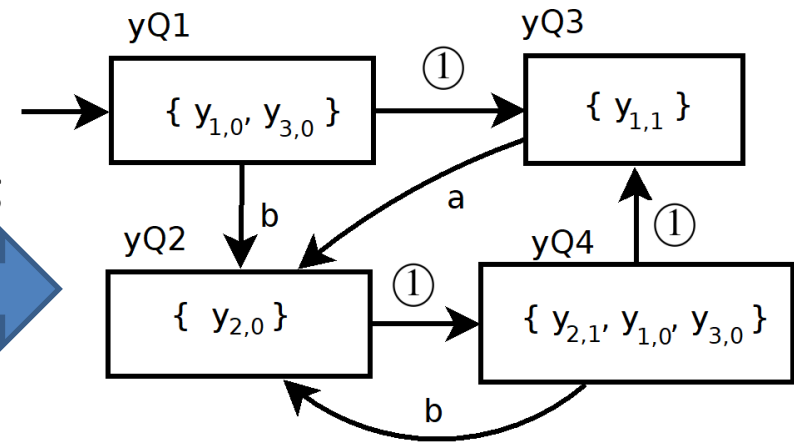 yQ1
{ y1,0, y3,0 }
①
yQ3
{ y1,1 }
b
a
①
yQ2
{ y2,0 }
①
yQ4
{ y2,1, y1,0, y3,0 }
b